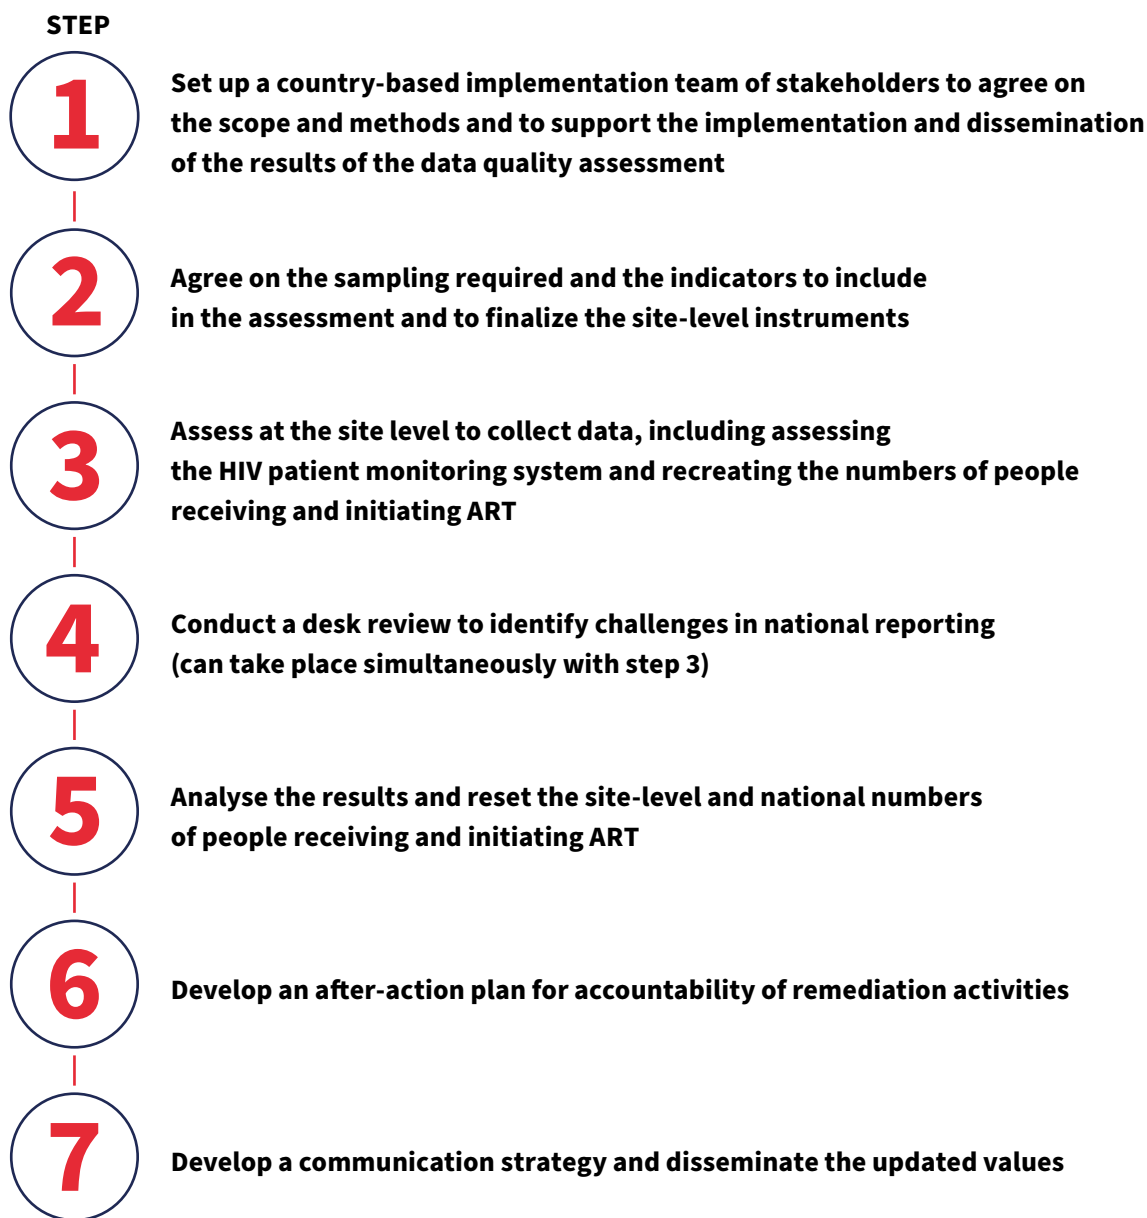 STEP
1
Set up a country-based implementation team of stakeholders to agree on
the scope and methods and to support the implementation and dissemination
of the results of the data quality assessment
2
Agree on the sampling required and the indicators to include
in the assessment and to finalize the site-level instruments
3
Assess at the site level to collect data, including assessing
the HIV patient monitoring system and recreating the numbers of people
receiving and initiating ART
4
Conduct a desk review to identify challenges in national reporting
(can take place simultaneously with step 3)
5
Analyse the results and reset the site-level and national numbers
of people receiving and initiating ART
6
Develop an after-action plan for accountability of remediation activities
7
Develop a communication strategy and disseminate the updated values